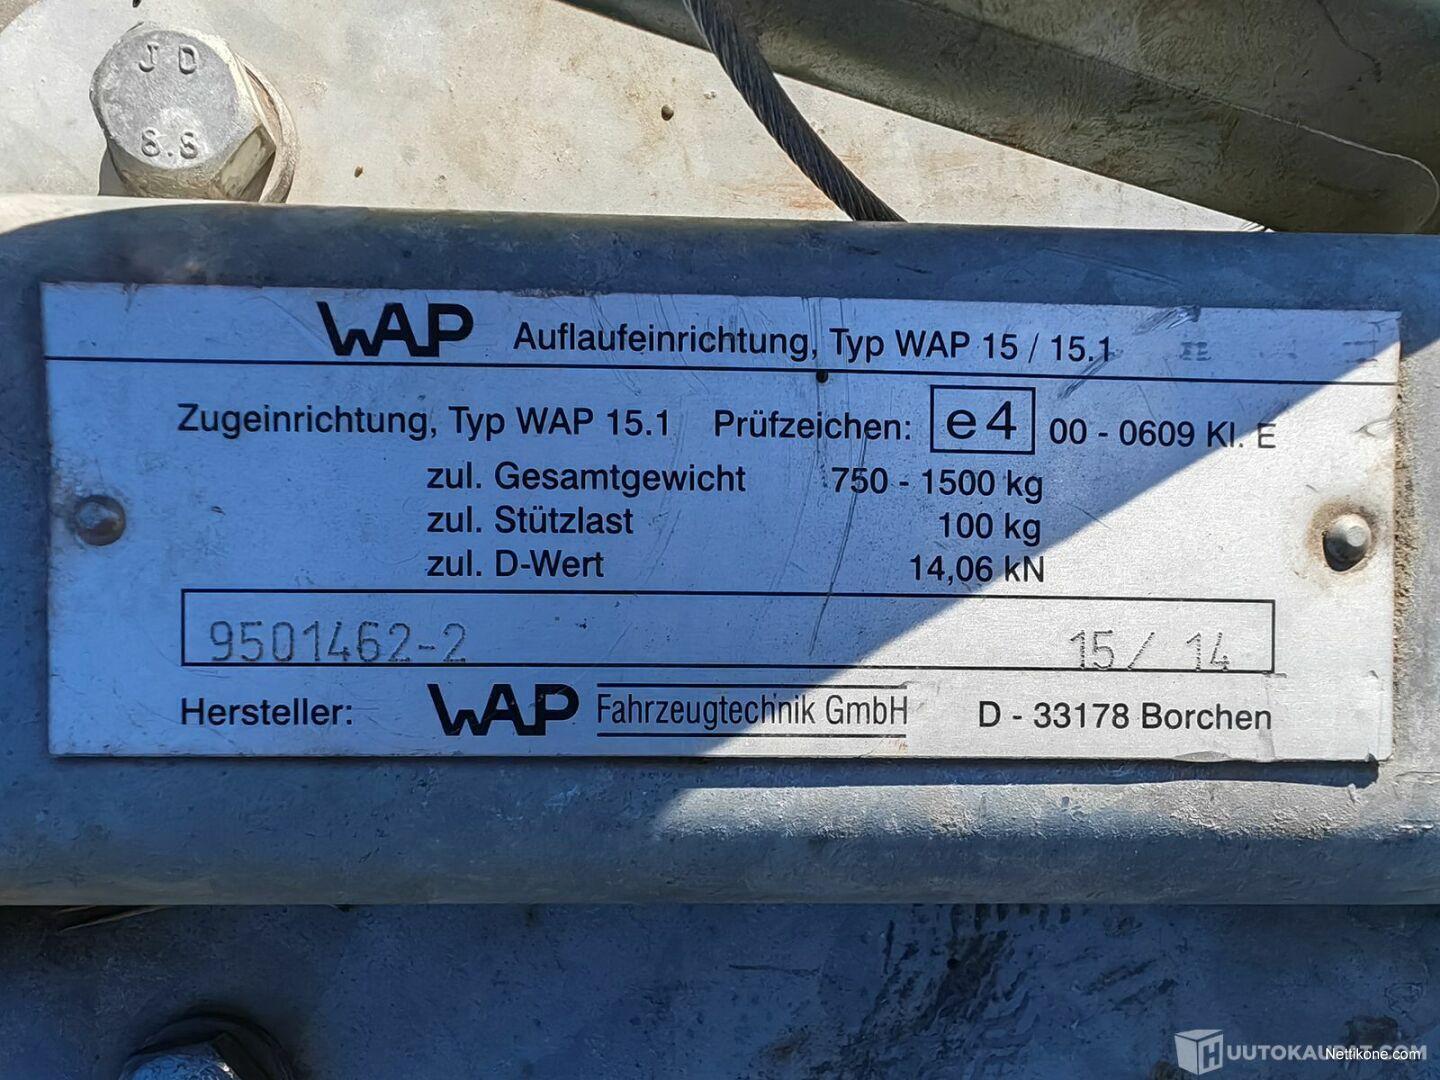 JD
8.8
WAP Auflaufeinrichtung, Typ WAP 15 / 15.1
Zugeinrichtung, Typ WAP 15.1 Prüfzeichen: e4 00 - 0609 Kl. E
zul. Gesamtgewicht 750 - 1500 kg
zul. Stützlast 100 kg
zul. D-Wert 14,06 kN
9501462-2 15/ 14
Hersteller: WAP Fahrzeugtechnik GmbH D - 33178 Borchen
HUUTOKAUPAT.COM
Nettikone.com